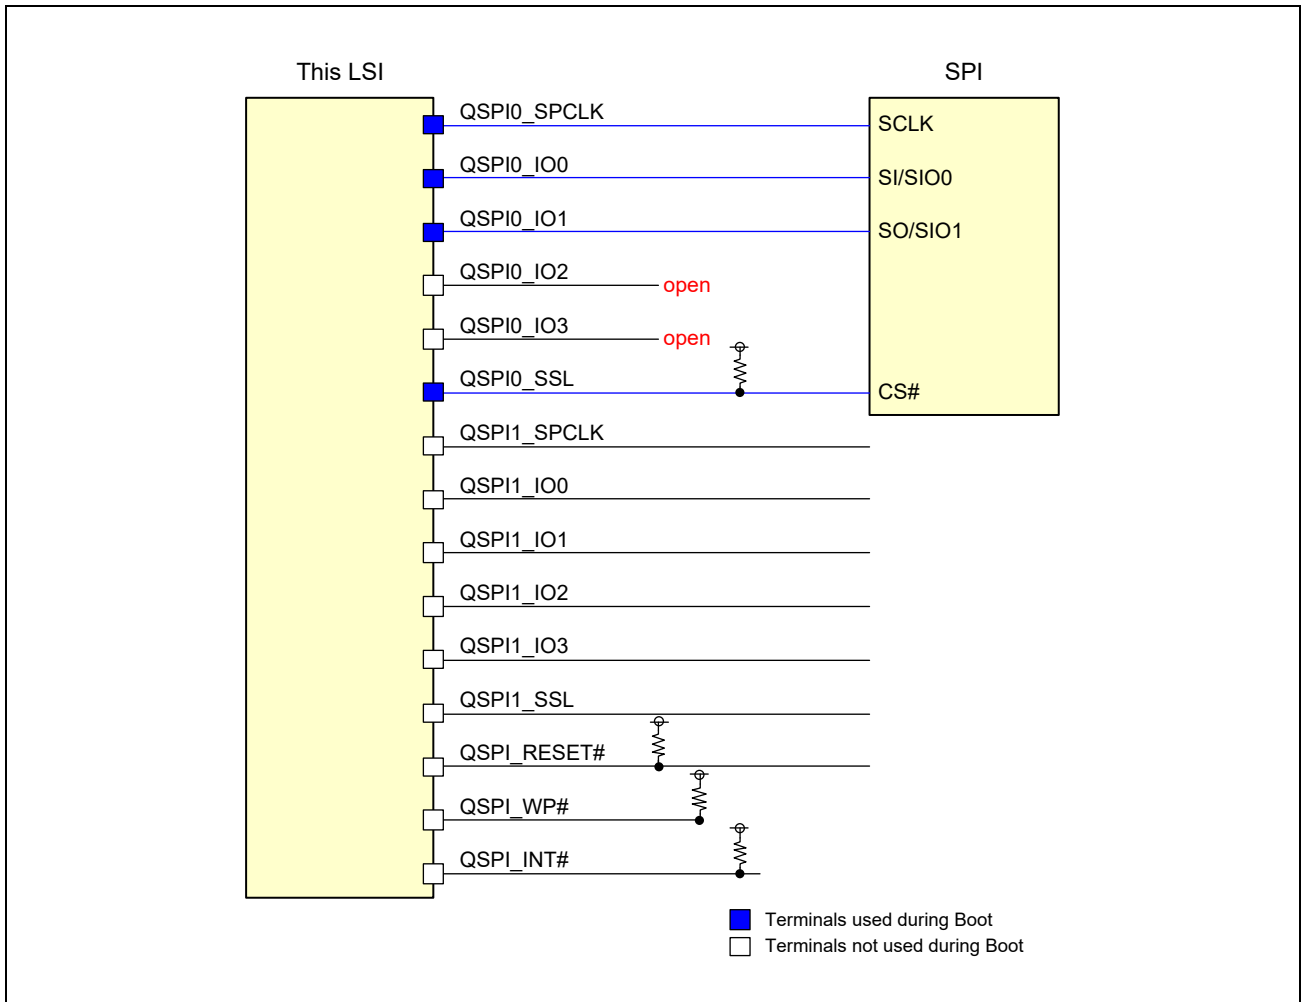 This LSI
SPI
QSPI0_SPCLK
SCLK
QSPI0_IO0
SI/SIO0
QSPI0_IO1
SO/SIO1
QSPI0_IO2
open
QSPI0_IO3
open
QSPI0_SSL
CS#
QSPI1_SPCLK
QSPI1_IO0
QSPI1_IO1
QSPI1_IO2
QSPI1_IO3
QSPI1_SSL
QSPI_RESET#
QSPI_WP#
QSPI_INT#
Terminals used during Boot
Terminals not used during Boot